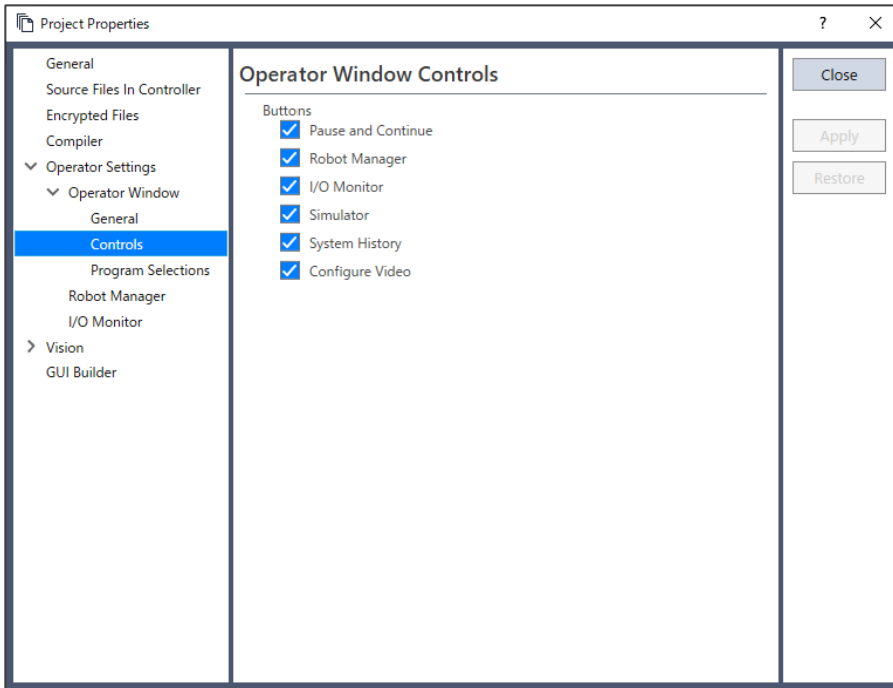 Project Properties
?
General
Source Files In Controller
Encrypted Files
Compiler
Operator Settings
Operator Window
General
Controls
Program Selections
Robot Manager
I/O Monitor
Vision
GUI Builder
Operator Window Controls
Buttons
Pause and Continue
Robot Manager
I/O Monitor
Simulator
System History
Configure Video
Close
Apply
Restore